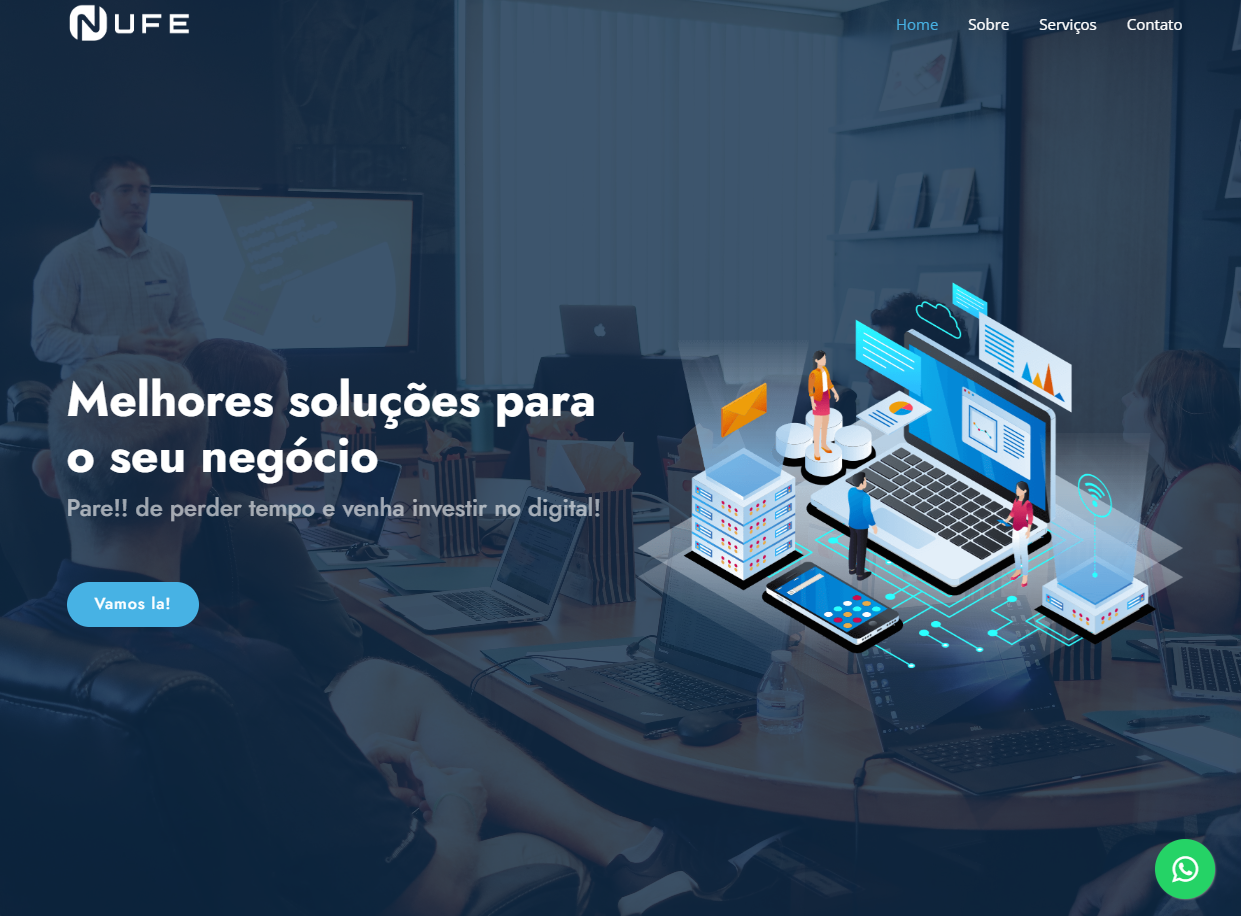 NUFE
Home Sobre Serviços Contato
Melhores soluções para
o seu negócio
Pare!! de perder tempo e venha investir no digital!
Vamos la!